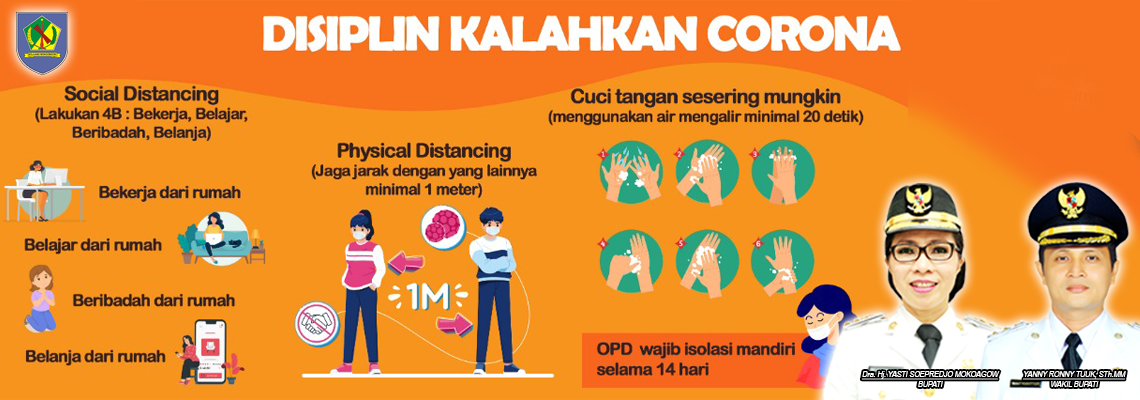 DISIPLIN KALAHKAN CORONA
Social Distancing
(Lakukan 4B : Bekerja, Belajar,
Beribadah, Belanja)
Bekerja dari rumah
Belajar dari rumah
Beribadah dari rumah
Belanja dari rumah
Physical Distancing
(Jaga jarak dengan yang lainnya
minimal 1 meter)
1M
Cuci tangan sesering mungkin
(menggunakan air mengalir minimal 20 detik)
1
2
3
4
5
6
OPD wajib isolasi mandiri
selama 14 hari
Dra. Hj. YASTI SOEPREDJO MOKOAGOW
BUPATI
YANNY RONNY TUUK, STh.MM
WAKIL BUPATI